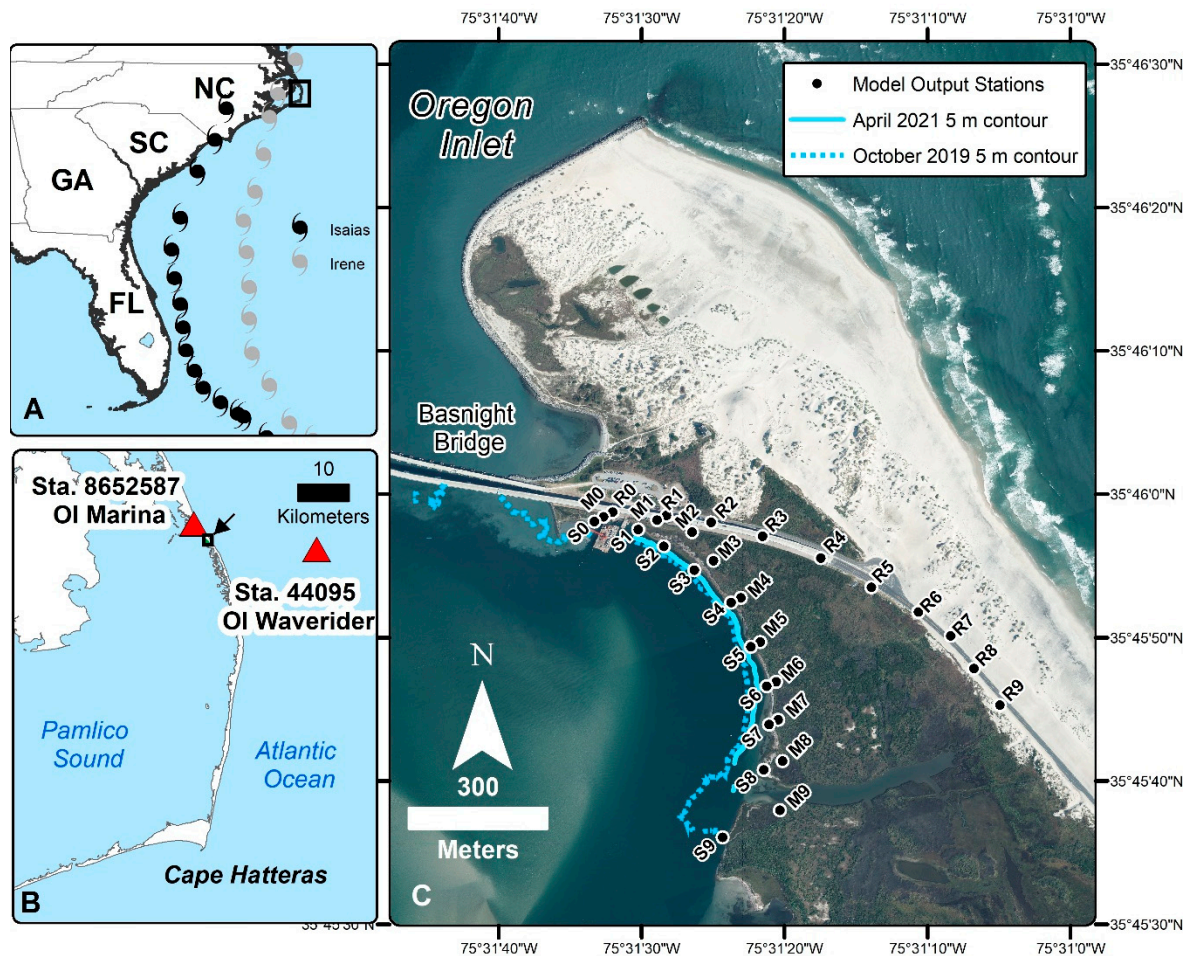 75°31'40"W
75°31'30"W
75°31'20"W
75°31'10"W
75°31'0"W
NC
SC
GA
FL
Isaias
Irene
A
Sta. 8652587
OI Marina
10
Kilometers
Sta. 44095
OI Waverider
Pamlico
Sound
Atlantic
Ocean
Cape Hatteras
B
Oregon
Inlet
Model Output Stations
April 2021 5 m contour
October 2019 5 m contour
Basnight
Bridge
M0
R0
M1
R1
M2
R2
R3
M3
R4
R5
R6
R7
R8
R9
S0
S1
S2
S3
S4
M4
S5
M5
S6
M6
S7
M7
S8
M8
S9
M9
N
300
Meters
C
35°46'30"N
35°46'20"N
35°46'10"N
35°46'0"N
35°45'50"N
35°45'40"N
35°45'30"N
35°45'30"N
75°31'40"W
75°31'30"W
75°31'20"W
75°31'10"W
75°31'0"W